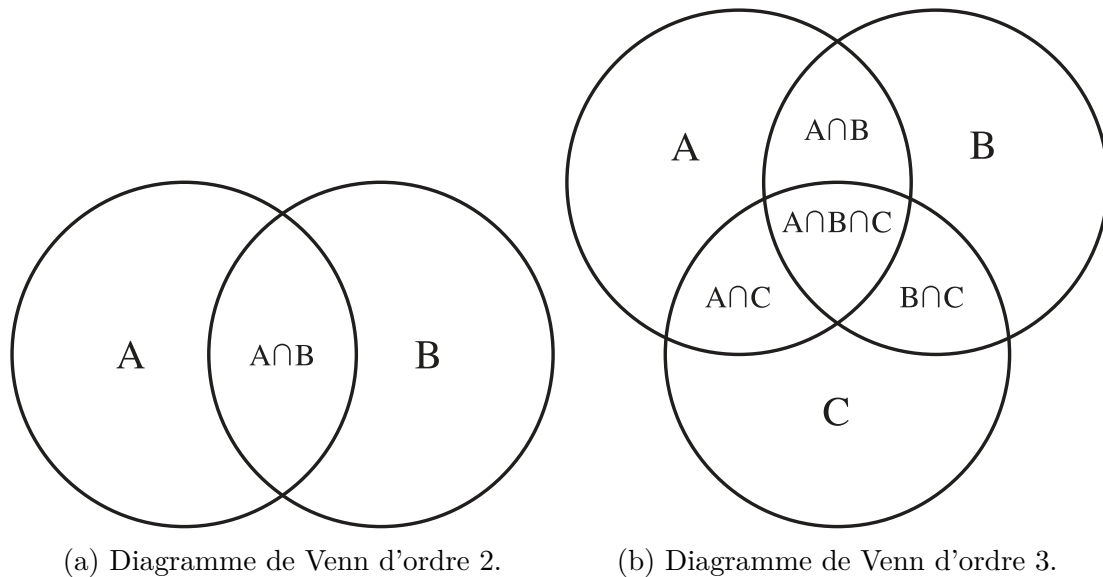 A
A∩B
B
(a) Diagramme de Venn d'ordre 2.
A
A∩B
B
A∩B∩C
A∩C
B∩C
C
(b) Diagramme de Venn d'ordre 3.